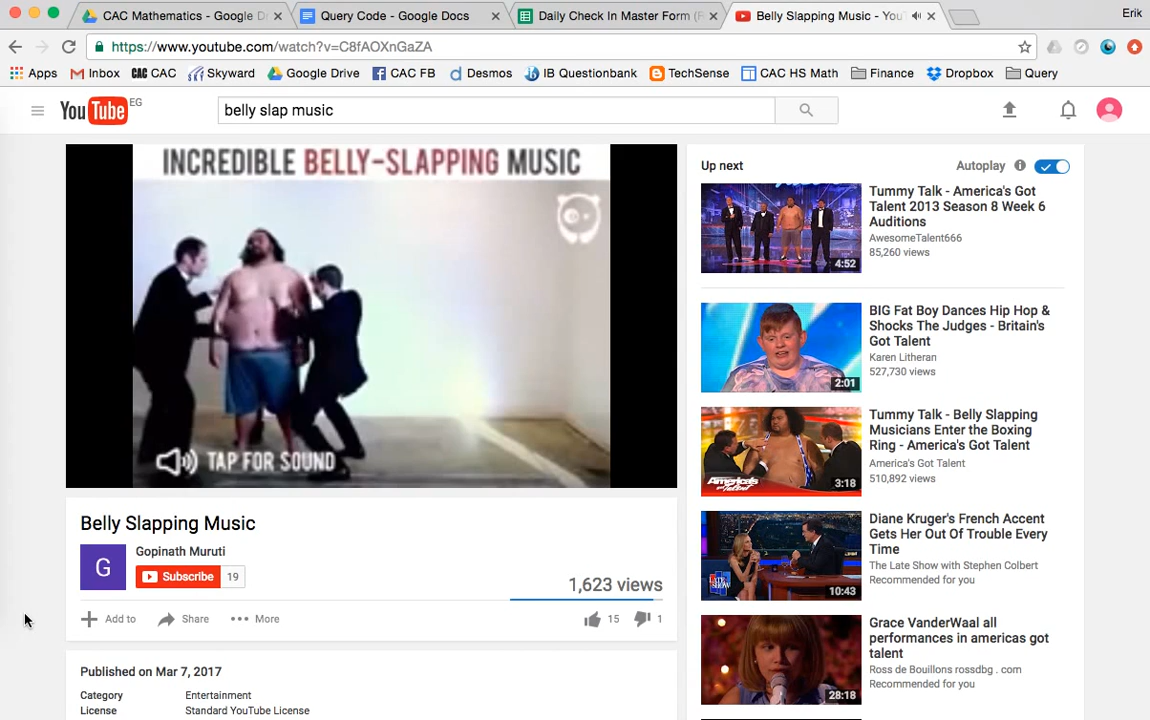 CAC Mathematics - Google D
Query Code - Google Docs
Daily Check In Master Form (R
Belly Slapping Music - You
Erik
https://www.youtube.com/watch?v=C8fAOXnGaZA
Apps
Inbox
CAC CAC
Skyward
Google Drive
CAC FB
Desmos
IB Questionbank
TechSense
CAC HS Math
Finance
Dropbox
Query
YouTube EG
belly slap music
INCREDIBLE BELLY-SLAPPING MUSIC
TAP FOR SOUND
Belly Slapping Music
G
Gopinath Muruti
Subscribe 19
1,623 views
Add to
Share
More
15
1
Published on Mar 7, 2017
Category Entertainment
License Standard YouTube License
Up next
Autoplay
4:52
Tummy Talk - America's Got
Talent 2013 Season 8 Week 6
Auditions
AwesomeTalent666
85,260 views
2:01
BIG Fat Boy Dances Hip Hop &
Shocks The Judges - Britain's
Got Talent
Karen Litheran
527,730 views
America's
Got Talent
3:18
Tummy Talk - Belly Slapping
Musicians Enter the Boxing
Ring - America's Got Talent
America's Got Talent
510,892 views
LATE SHOW
10:43
Diane Kruger's French Accent
Gets Her Out Of Trouble Every
Time
The Late Show with Stephen Colbert
Recommended for you
28:18
Grace VanderWaal all
performances in americas got
talent
Ross de Bouillons rossdbg . com
Recommended for you